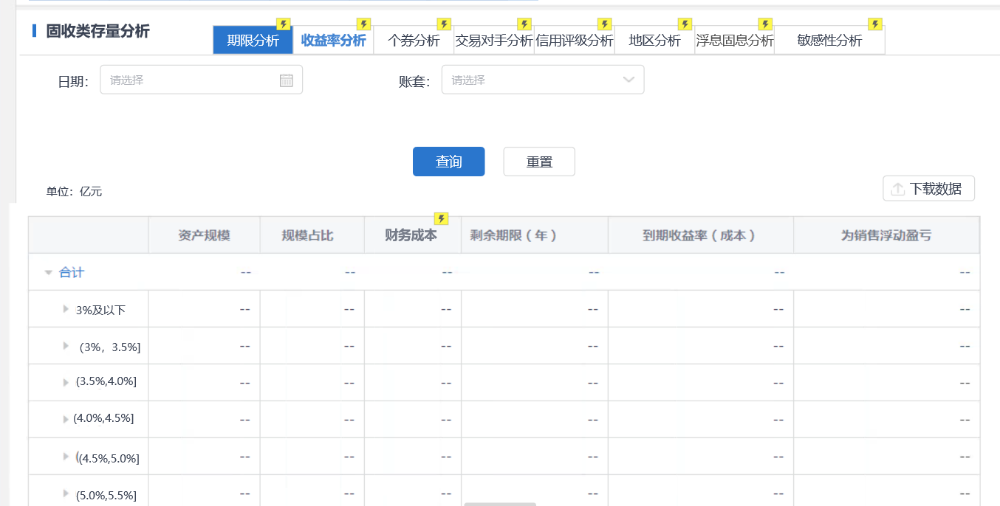 固收类存量分析 期限分析 收益率分析 个券分析 交易对手分析 信用评级分析 地区分析 浮息固息分析 敏感性分析
日期： 请选择 账套： 请选择
查询 重置
单位：亿元 下载数据
资产规模 规模占比 财务成本 剩余期限（年） 到期收益率（成本） 为销售浮动盈亏
合计 -- -- -- -- -- --
3%及以下 -- -- -- -- -- --
(3%，3.5%] -- -- -- -- -- --
(3.5%,4.0%] -- -- -- -- -- --
(4.0%,4.5%] -- -- -- -- -- --
((4.5%,5.0%] -- -- -- -- -- --
(5.0%,5.5%] -- -- -- -- -- --